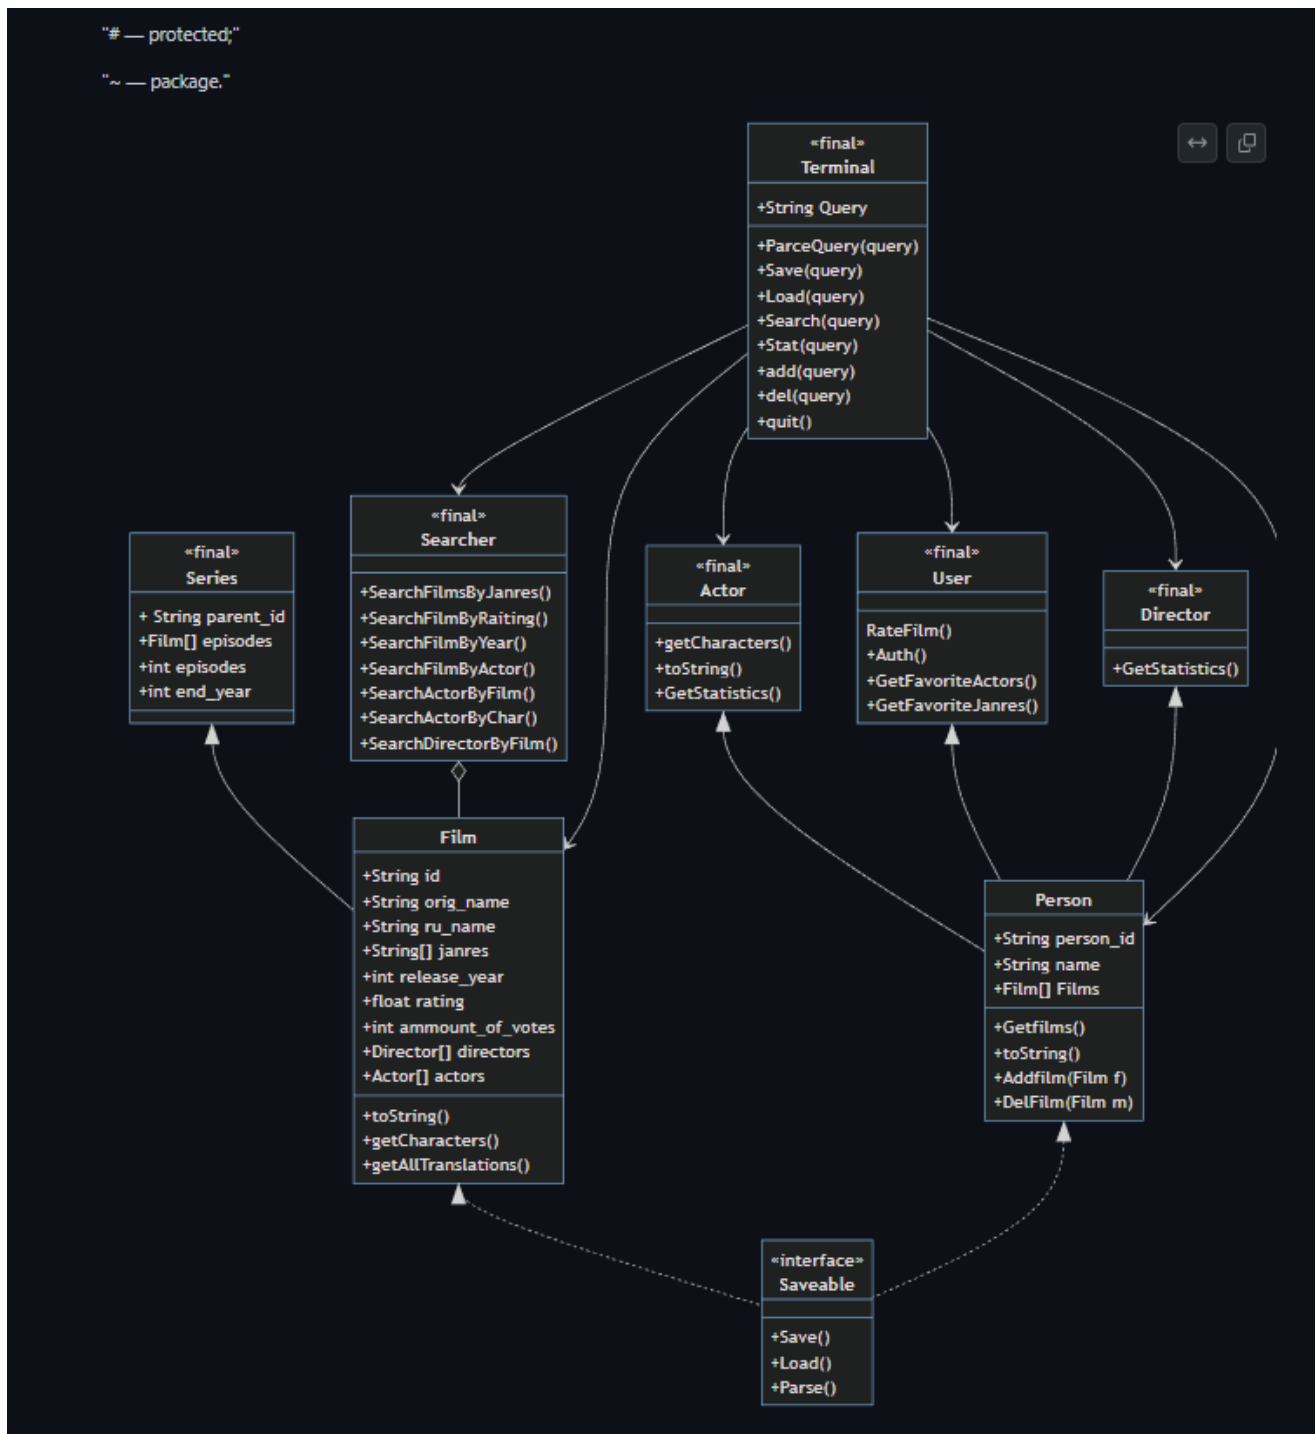 "# — protected;"
"~ — package."
«final»
Terminal
+String Query
+ParceQuery(query)
+Save(query)
+Load(query)
+Search(query)
+Stat(query)
+add(query)
+del(query)
+quit()
«final»
Series
+ String parent_id
+Film[] episodes
+int episodes
+int end_year
«final»
Searcher
+SearchFilmsByJanres()
+SearchFilmByRaiting()
+SearchFilmByYear()
+SearchFilmByActor()
+SearchActorByFilm()
+SearchActorByChar()
+SearchDirectorByFilm()
«final»
Actor
+getCharacters()
+toString()
+GetStatistics()
«final»
User
RateFilm()
+Auth()
+GetFavoriteActors()
+GetFavoriteJanres()
«final»
Director
+GetStatistics()
Film
+String id
+String orig_name
+String ru_name
+String[] janres
+int release_year
+float rating
+int ammount_of_votes
+Director[] directors
+Actor[] actors
+toString()
+getCharacters()
+getAllTranslations()
Person
+String person_id
+String name
+Film[] Films
+Getfilms()
+toString()
+Addfilm(Film f)
+DelFilm(Film m)
«interface»
Saveable
+Save()
+Load()
+Parse()